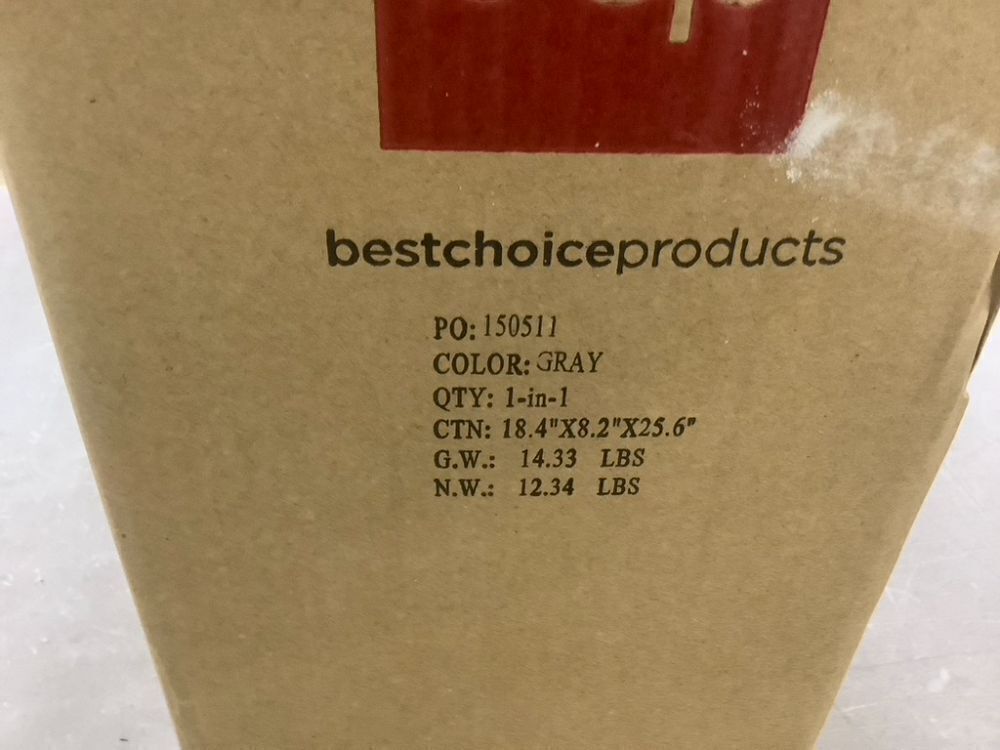 bestchoiceproducts
PO: 150511
COLOR: GRAY
QTY: 1-in-1
CTN: 18.4"X8.2"X25.6"
G.W.: 14.33 LBS
N.W.: 12.34 LBS